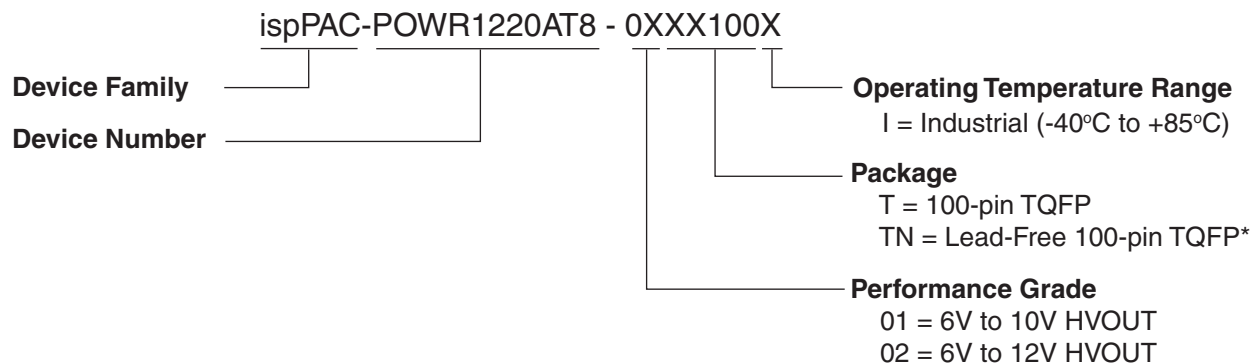 ispPAC-POWR1220AT8 - 0XXX100X
Device Family
Device Number
Operating Temperature Range
I = Industrial (-40°C to +85°C)
Package
T = 100-pin TQFP
TN = Lead-Free 100-pin TQFP*
Performance Grade
01 = 6V to 10V HVOUT
02 = 6V to 12V HVOUT